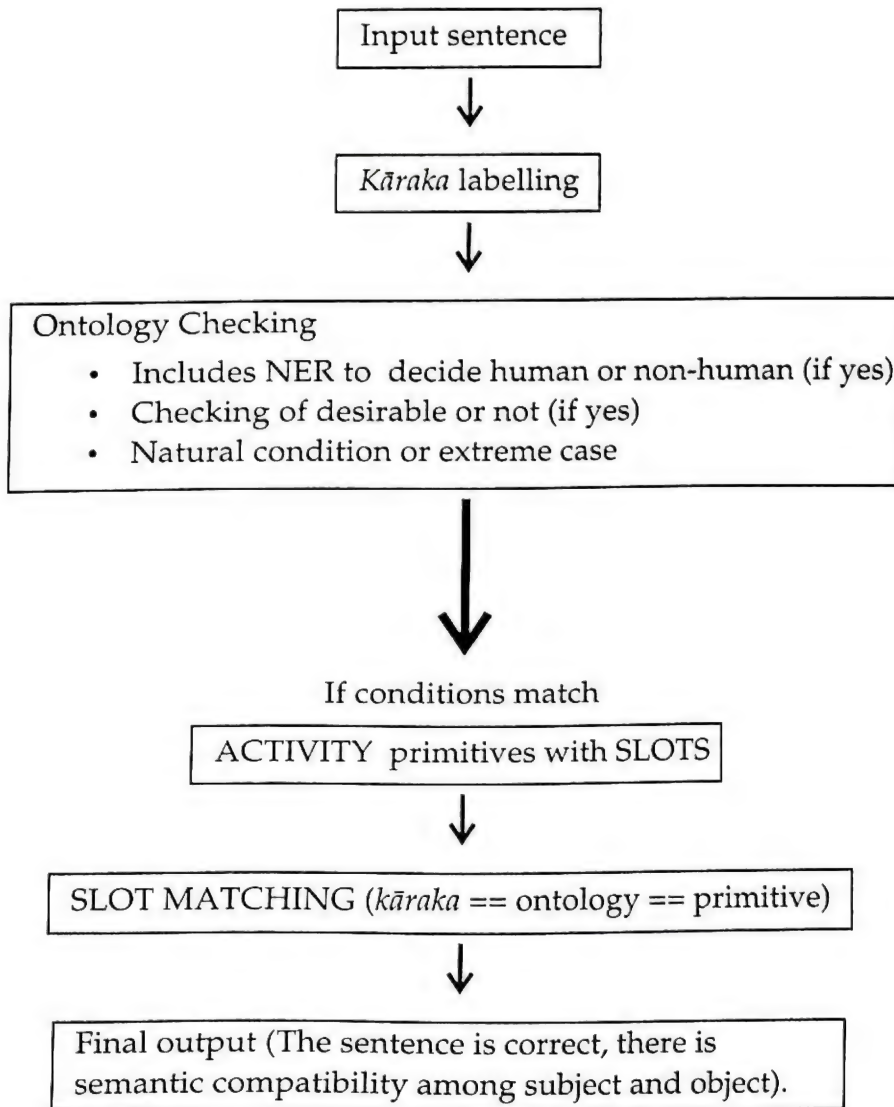 Input sentence
Kāraka labelling
Ontology Checking
• Includes NER to decide human or non-human (if yes)
• Checking of desirable or not (if yes)
• Natural condition or extreme case
If conditions match
ACTIVITY primitives with SLOTS
SLOT MATCHING (kāraka == ontology == primitive)
Final output (The sentence is correct, there is
semantic compatibility among subject and object).